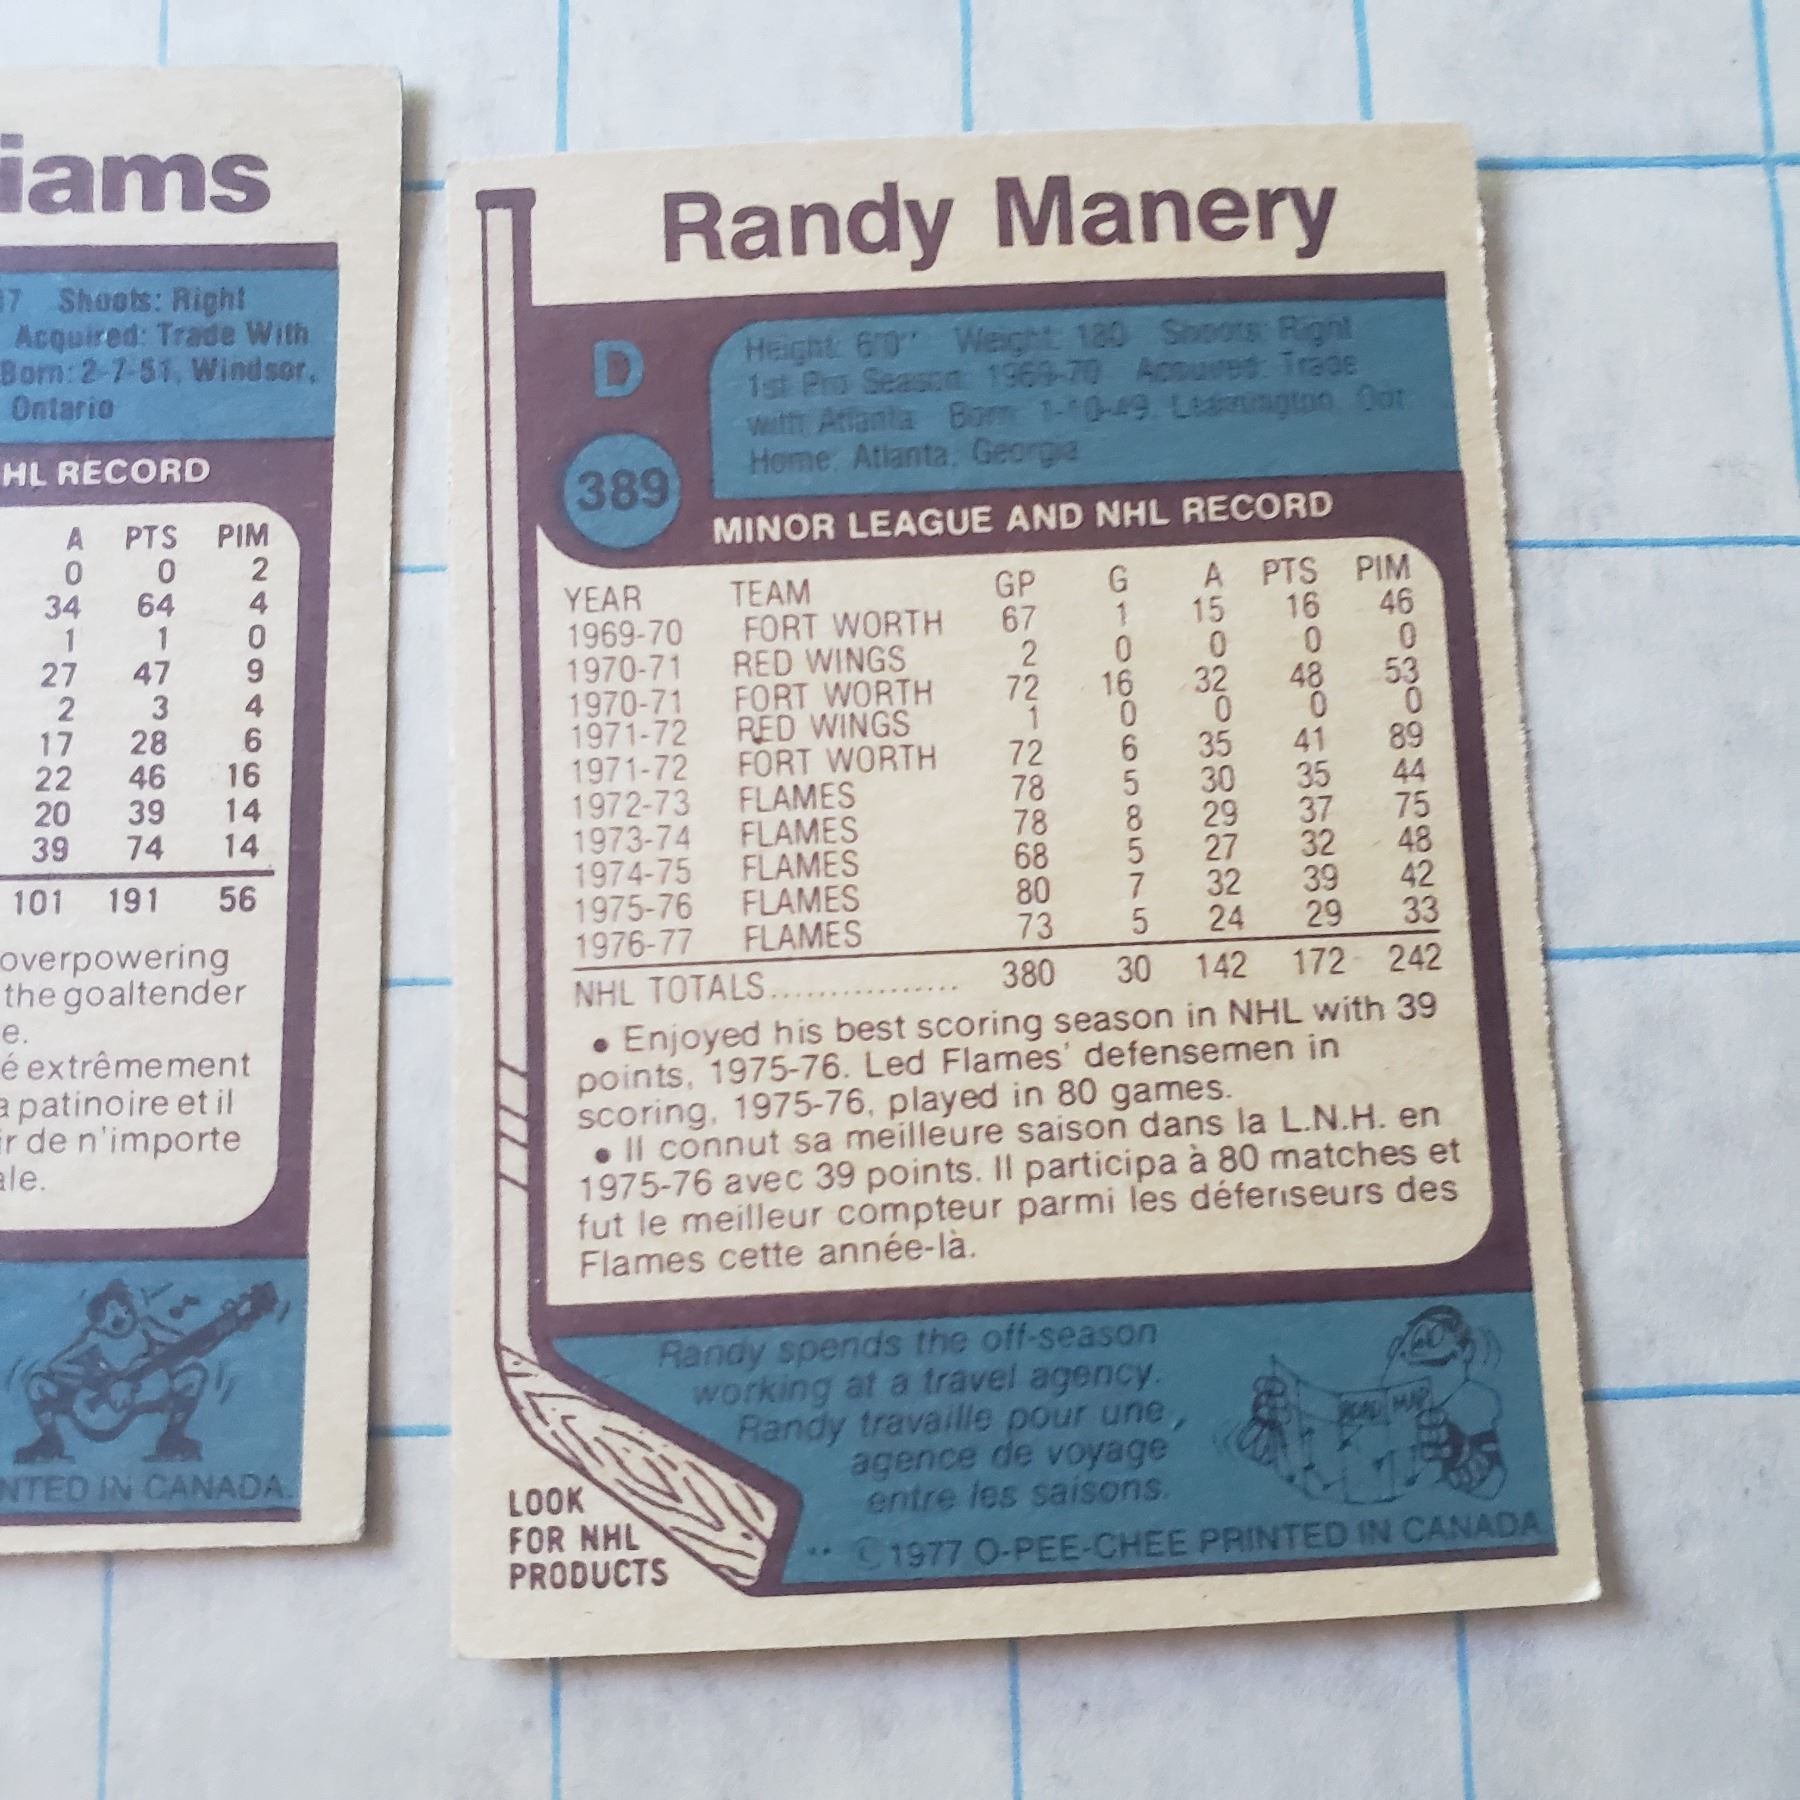 iams
Shoots: Right
Acquired: Trade With
Born: 2-7-51, Windsor,
Ontario
HL RECORD
A PTS PIM
0 0 2
34 64 4
1 1 0
27 47 9
2 3 4
17 28 6
22 46 16
20 39 14
39 74 14
101 191 56
overpowering
the goaltender
e.
é extrêmement
a patinoire et il
ir de n'importe
ale.
NTED IN CANADA.
Randy Manery
D
389
Height: 6'0" Weight: 180 Shoots: Right
1st Pro Season: 1969-70 Acquired: Trade
with Atlanta Born: 1-10-49, Leamington, Ont
Home: Atlanta, Georgia
MINOR LEAGUE AND NHL RECORD
YEAR TEAM GP G A PTS PIM
1969-70 FORT WORTH 67 1 15 16 46
1970-71 RED WINGS 2 0 0 0 0
1970-71 FORT WORTH 72 16 32 48 53
1971-72 RED WINGS 1 0 0 0 0
1971-72 FORT WORTH 72 6 35 41 89
1972-73 FLAMES 78 5 30 35 44
1973-74 FLAMES 78 8 29 37 75
1974-75 FLAMES 68 5 27 32 48
1975-76 FLAMES 80 7 32 39 42
1976-77 FLAMES 73 5 24 29 33
NHL TOTALS................ 380 30 142 172 242
• Enjoyed his best scoring season in NHL with 39
points, 1975-76. Led Flames' defensemen in
scoring, 1975-76, played in 80 games.
• Il connut sa meilleure saison dans la L.N.H. en
1975-76 avec 39 points. Il participa à 80 matches et
fut le meilleur compteur parmi les défenseurs des
Flames cette année-là.
Randy spends the off-season
working at a travel agency.
Randy travaille pour une
agence de voyage
entre les saisons.
ROAD MAP
LOOK
FOR NHL
PRODUCTS
** © 1977 O-PEE-CHEE PRINTED IN CANADA